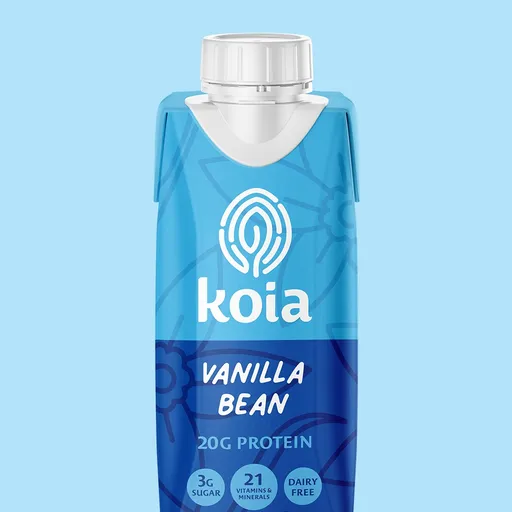 koia
VANILLA
BEAN
20G PROTEIN
3G
SUGAR
21
VITAMINS &
MINERALS
DAIRY
FREE